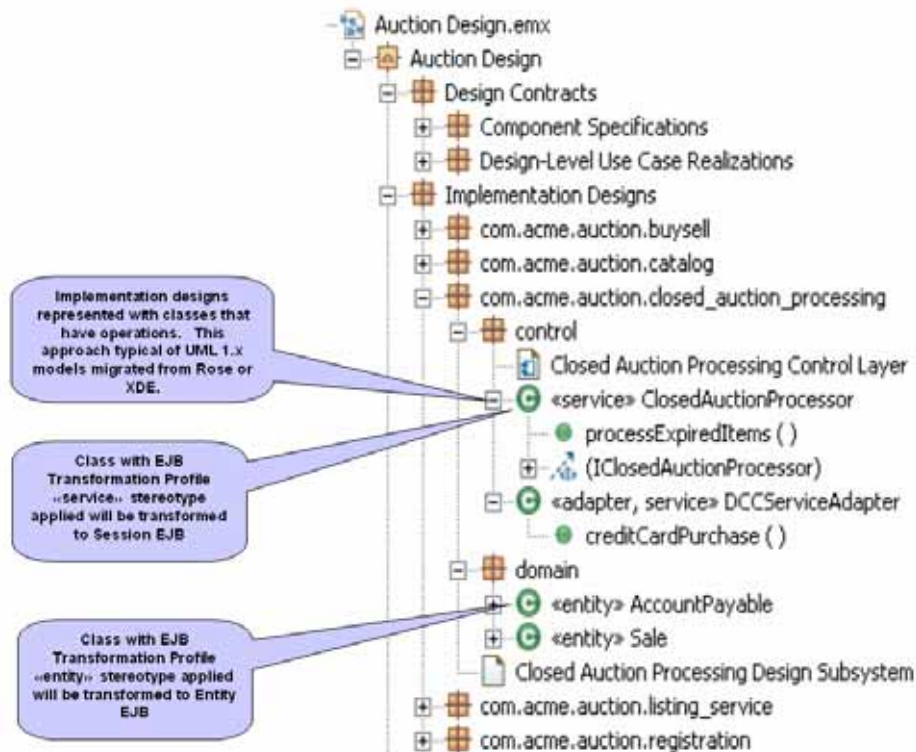 Auction Design.emx
Auction Design
Design Contracts
Component Specifications
Design-Level Use Case Realizations
Implementation Designs
com.acme.auction.buysell
com.acme.auction.catalog
com.acme.auction.closed_auction_processing
control
Closed Auction Processing Control Layer
«service» ClosedAuctionProcessor
processExpiredItems ( )
(IClosedAuctionProcessor)
«adapter, service» DCCServiceAdapter
creditCardPurchase ( )
domain
«entity» AccountPayable
«entity» Sale
Closed Auction Processing Design Subsystem
com.acme.auction.listing_service
com.acme.auction.registration
Implementation designs
represented with classes that
have operations. This
approach typical of UML 1.x
models migrated from Rose or
XDE.
Class with EJB
Transformation Profile
«service» stereotype
applied will be transformed
to Session EJB
Class with EJB
Transformation Profile
«entity» stereotype applied
will be transformed to Entity
EJB